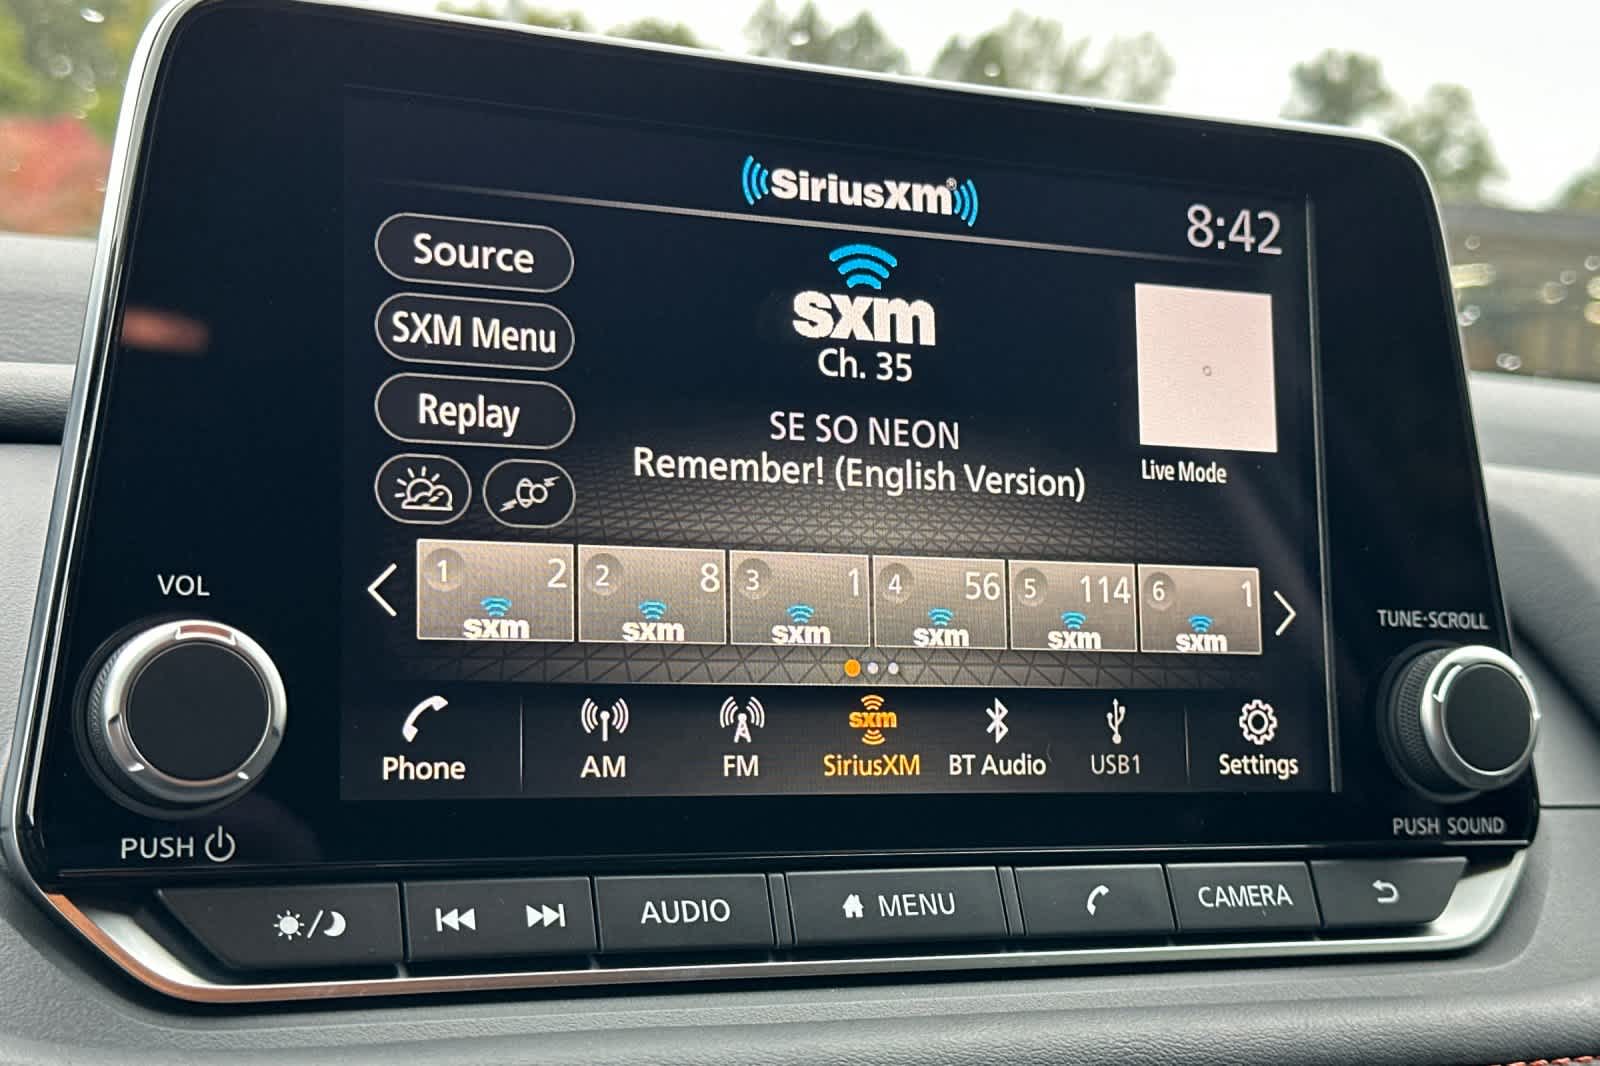 SiriusXM®
8:42
Source
SXM Menu
Replay
sxm
Ch. 35
SE SO NEON
Remember! (English Version)
Live Mode
1 2 sxm
2 8 sxm
3 1 sxm
4 56 sxm
5 114 sxm
6 1 sxm
Phone
AM
FM
sxm
SiriusXM
BT Audio
USB1
Settings
VOL
PUSH
TUNE·SCROLL
PUSH SOUND
AUDIO
MENU
CAMERA